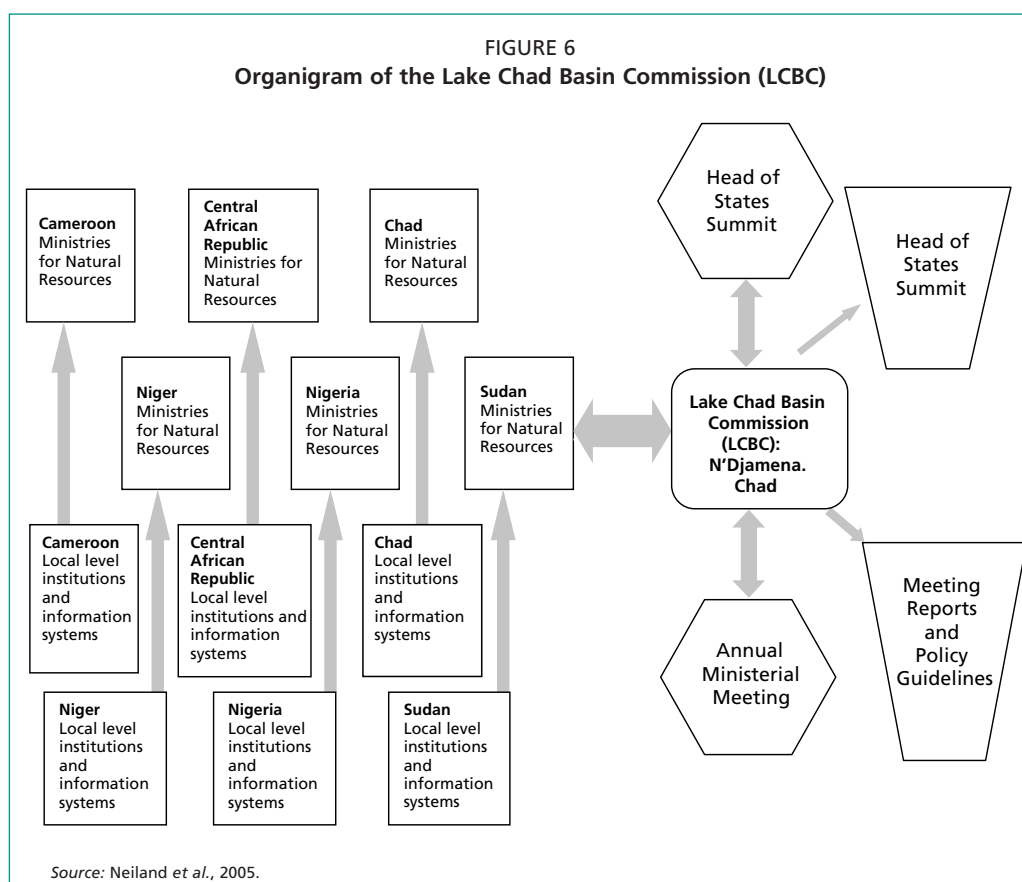 FIGURE 6
Organigram of the Lake Chad Basin Commission (LCBC)
Cameroon
Ministries
for Natural
Resources
Central
African
Republic
Ministries for
Natural
Resources
Chad
Ministries
for Natural
Resources
Niger
Ministries
for Natural
Resources
Nigeria
Ministries
for Natural
Resources
Sudan
Ministries
for Natural
Resources
Cameroon
Local level
institutions
and
information
systems
Central
African
Republic
Local level
institutions and
information
systems
Chad
Local level
institutions
and
information
systems
Niger
Local level
institutions
and
information
systems
Nigeria
Local level
institutions
and
information
systems
Sudan
Local level
institutions
and
information
systems
Head of
States
Summit
Head of
States
Summit
Lake Chad Basin
Commission
(LCBC):
N'Djamena.
Chad
Annual
Ministerial
Meeting
Meeting
Reports
and
Policy
Guidelines
Source: Neiland et al., 2005.